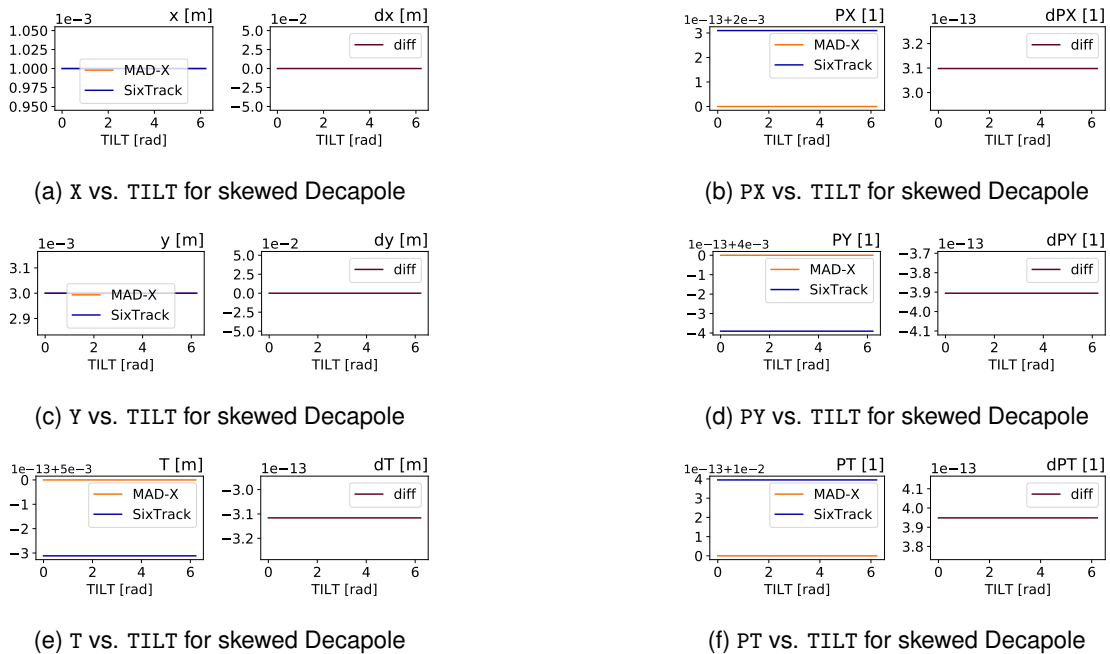 x [m]
1e−3
1.050
1.025
1.000
0.975
0.950
MAD-X
SixTrack
0 2 4 6
TILT [rad]
dx [m]
1e−2
5.0
2.5
0.0
−2.5
−5.0
diff
0 2 4 6
TILT [rad]
PX [1]
1e−13+2e−3
3
2
1
0
MAD-X
SixTrack
0 2 4 6
TILT [rad]
dPX [1]
1e−13
3.2
3.1
3.0
diff
0 2 4 6
TILT [rad]
(a) X vs. TILT for skewed Decapole
(b) PX vs. TILT for skewed Decapole
y [m]
1e−3
3.1
3.0
2.9
MAD-X
SixTrack
0 2 4 6
TILT [rad]
dy [m]
1e−2
5.0
2.5
0.0
−2.5
−5.0
diff
0 2 4 6
TILT [rad]
PY [1]
1e−13+4e−3
0
−1
−2
−3
−4
MAD-X
SixTrack
0 2 4 6
TILT [rad]
dPY [1]
1e−13
−3.7
−3.8
−3.9
−4.0
−4.1
diff
0 2 4 6
TILT [rad]
(c) Y vs. TILT for skewed Decapole
(d) PY vs. TILT for skewed Decapole
T [m]
1e−13+5e−3
0
−1
−2
−3
MAD-X
SixTrack
0 2 4 6
TILT [rad]
dT [m]
1e−13
−3.0
−3.1
−3.2
diff
0 2 4 6
TILT [rad]
PT [1]
1e−13+1e−2
4
3
2
1
0
MAD-X
SixTrack
0 2 4 6
TILT [rad]
dPT [1]
1e−13
4.1
4.0
3.9
3.8
diff
0 2 4 6
TILT [rad]
(e) T vs. TILT for skewed Decapole
(f) PT vs. TILT for skewed Decapole